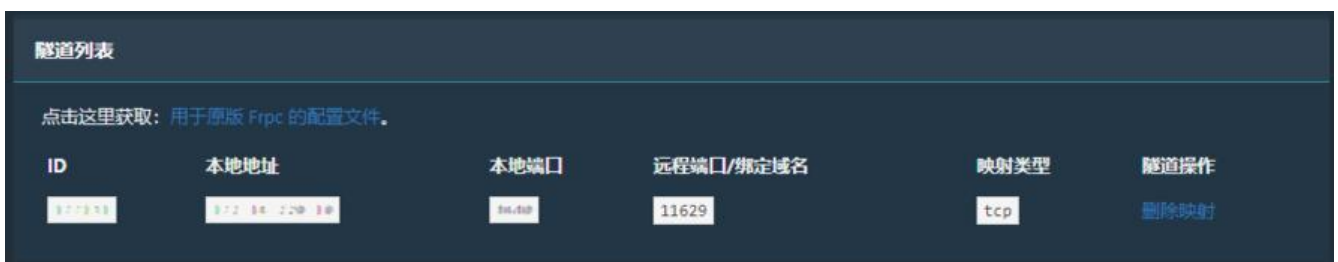 隧道列表
点击这里获取：用于原版 Frpc 的配置文件。
ID 本地地址 本地端口 远程端口/绑定域名 映射类型 隧道操作
11629 tcp 删除映射